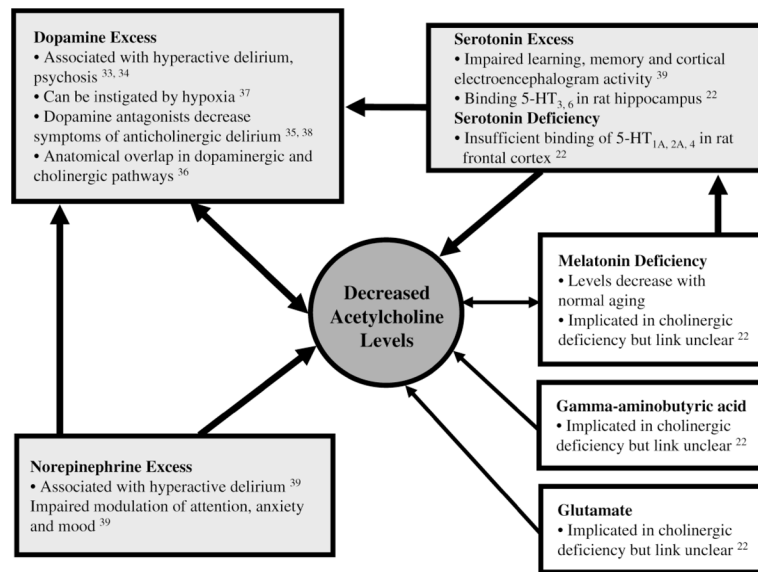 Dopamine Excess
• Associated with hyperactive delirium,
psychosis 33, 34
• Can be instigated by hypoxia 37
• Dopamine antagonists decrease
symptoms of anticholinergic delirium 35, 38
• Anatomical overlap in dopaminergic and
cholinergic pathways 36
Serotonin Excess
• Impaired learning, memory and cortical
electroencephalogram activity 39
• Binding 5-HT3, 6 in rat hippocampus 22
Serotonin Deficiency
• Insufficient binding of 5-HT1A, 2A, 4 in rat
frontal cortex 22
Decreased
Acetylcholine
Levels
Melatonin Deficiency
• Levels decrease with
normal aging
• Implicated in cholinergic
deficiency but link unclear 22
Gamma-aminobutyric acid
• Implicated in cholinergic
deficiency but link unclear 22
Norepinephrine Excess
• Associated with hyperactive delirium 39
Impaired modulation of attention, anxiety
and mood 39
Glutamate
• Implicated in cholinergic
deficiency but link unclear 22